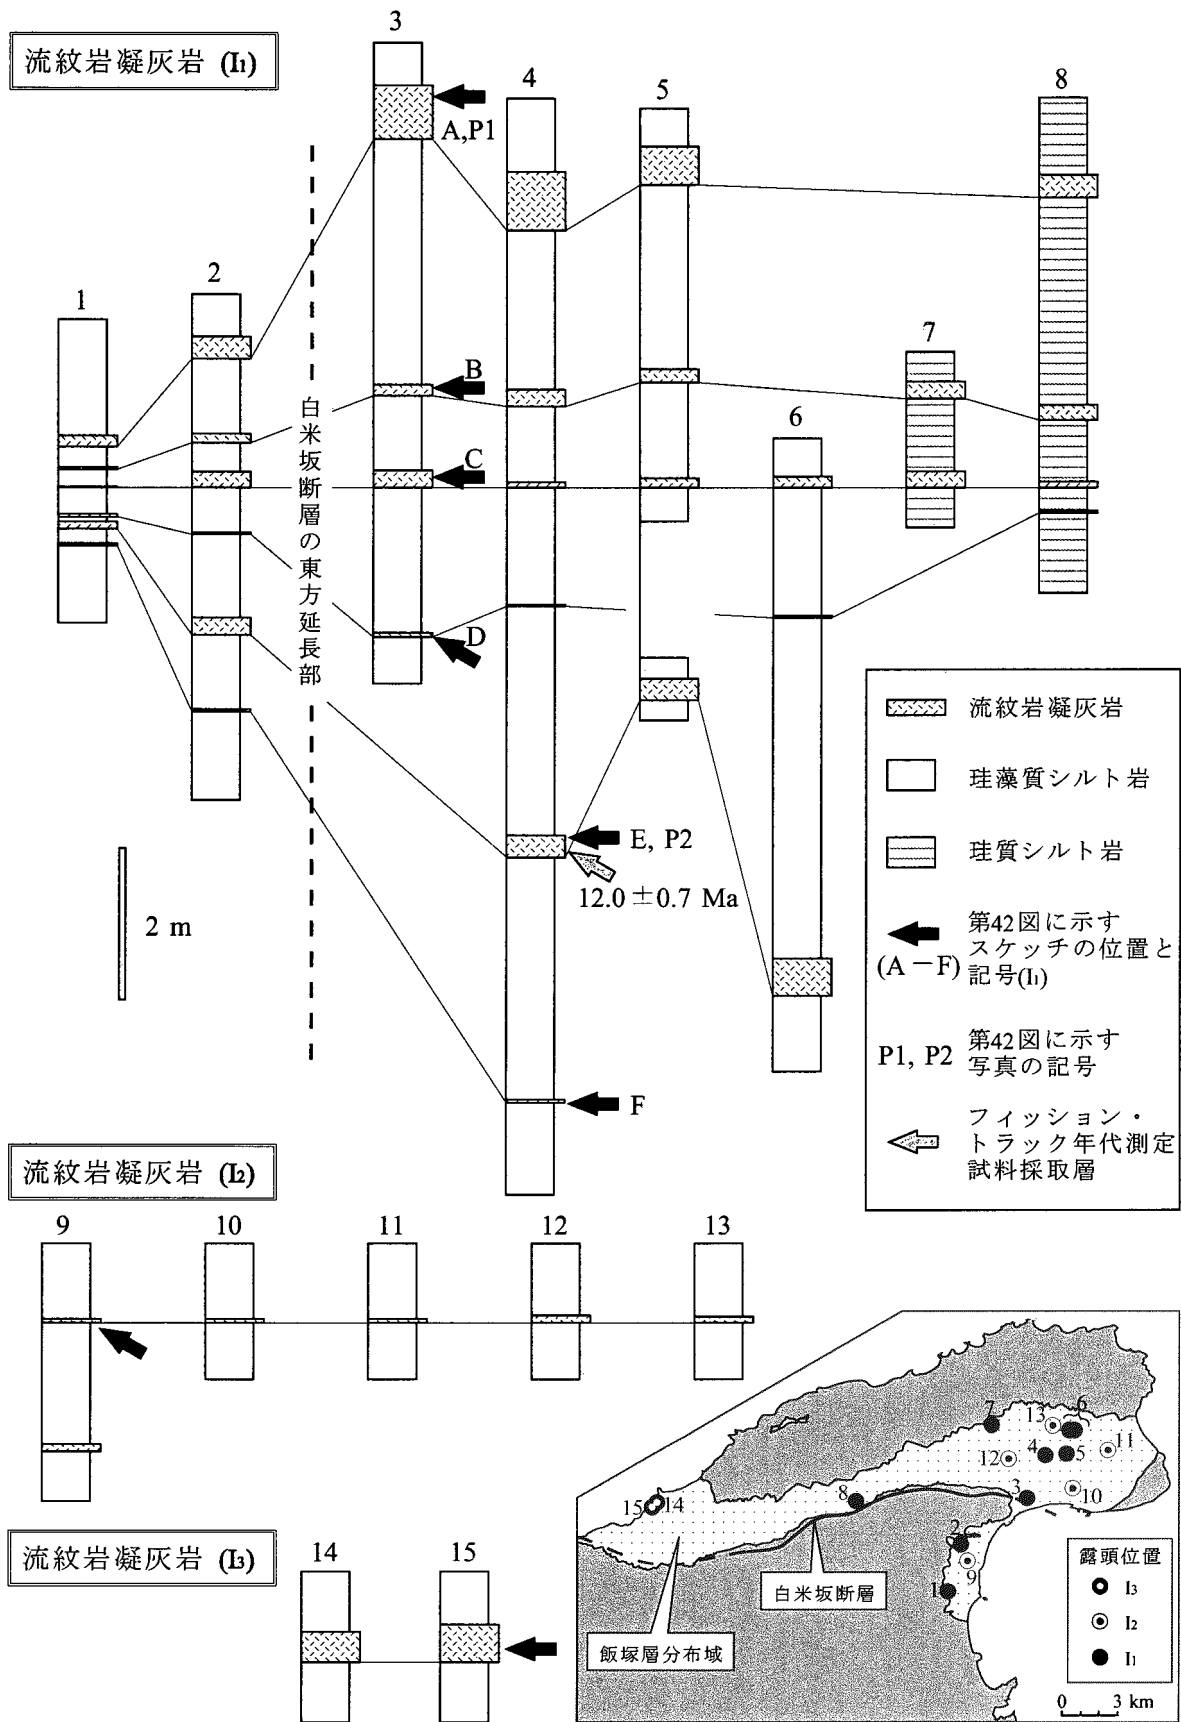 流紋岩凝灰岩 (I1)
1
2
3
4
5
6
7
8
A,P1
B
C
D
E, P2
12.0±0.7 Ma
F
白米坂断層の東方延長部
2 m
流紋岩凝灰岩
珪藻質シルト岩
珪質シルト岩
(A－F)
第42図に示す
スケッチの位置と
記号(I1)
P1, P2
第42図に示す
写真の記号
フィッション・
トラック年代測定
試料採取層
流紋岩凝灰岩 (I2)
9
10
11
12
13
流紋岩凝灰岩 (I3)
14
15
7
13
6
4
5
11
12
10
3
8
15
14
2
9
1
白米坂断層
飯塚層分布域
露頭位置
I3
I2
I1
0 3 km